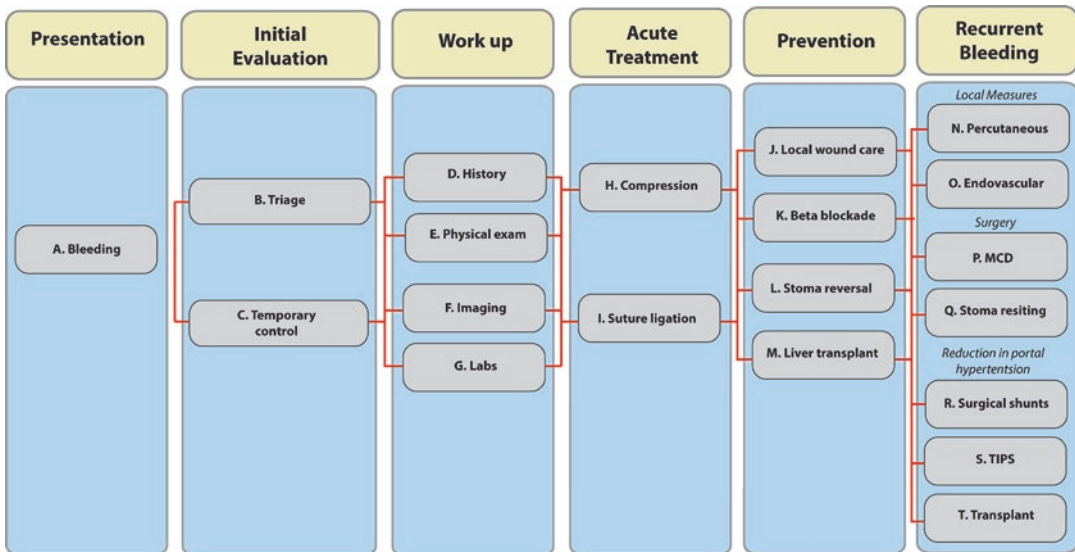 Presentation
Initial
Evaluation
Work up
Acute
Treatment
Prevention
Recurrent
Bleeding
A. Bleeding
B. Triage
C. Temporary
control
D. History
E. Physical exam
F. Imaging
G. Labs
H. Compression
I. Suture ligation
J. Local wound care
K. Beta blockade
L. Stoma reversal
M. Liver transplant
Local Measures
N. Percutaneous
O. Endovascular
Surgery
P. MCD
Q. Stoma resiting
Reduction in portal
hypertentsion
R. Surgical shunts
S. TIPS
T. Transplant